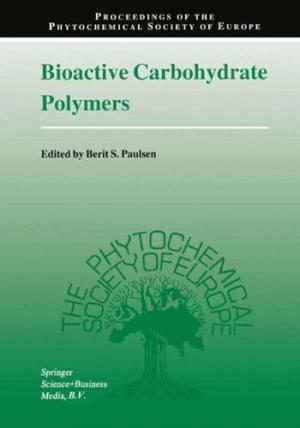 PROCEEDINGS OF THE
PHYTOCHEMICAL SOCIETY OF EUROPE
Bioactive Carbohydrate
Polymers
Edited by Berit S. Paulsen
THE PHYTOCHEMICAL
SOCIETY OF EUROPE
Springer
Science+Business
Media, B.V.